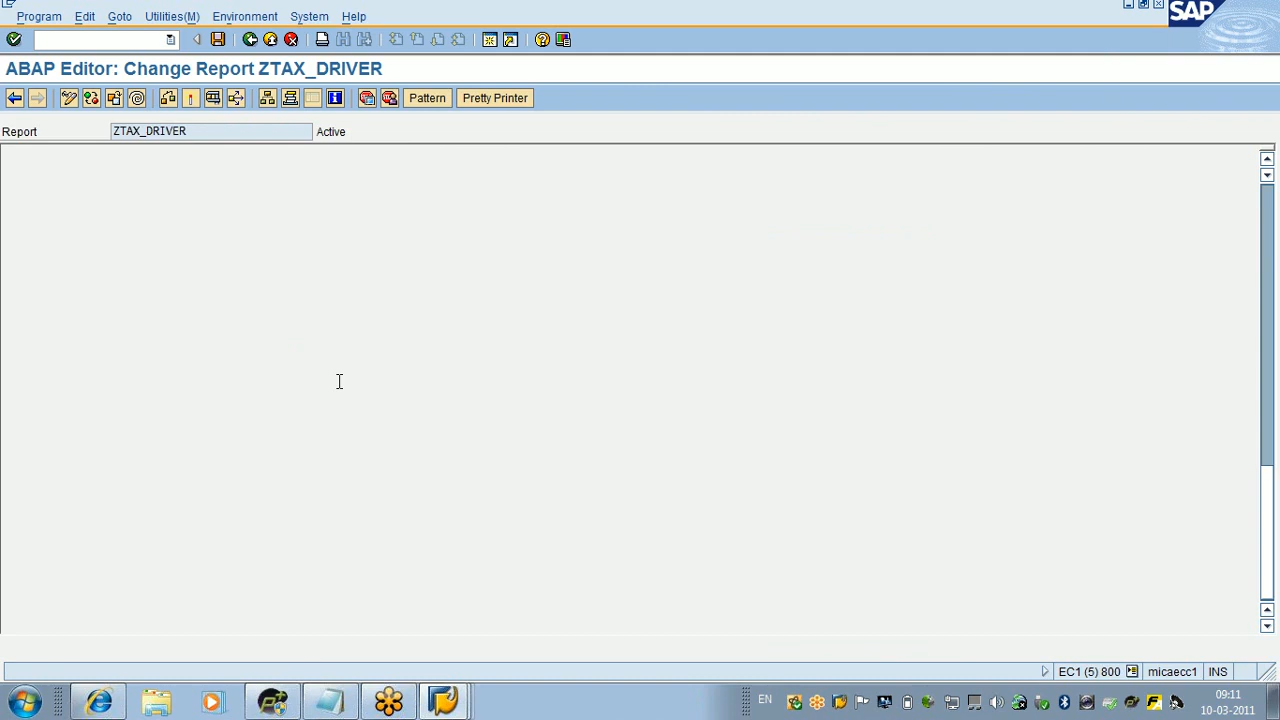 Program Edit Goto Utilities(M) Environment System Help
SAP
ABAP Editor: Change Report ZTAX_DRIVER
Pattern Pretty Printer
Report ZTAX_DRIVER Active
EC1 (5) 800 micaecc1 INS
EN 09:11
10-03-2011